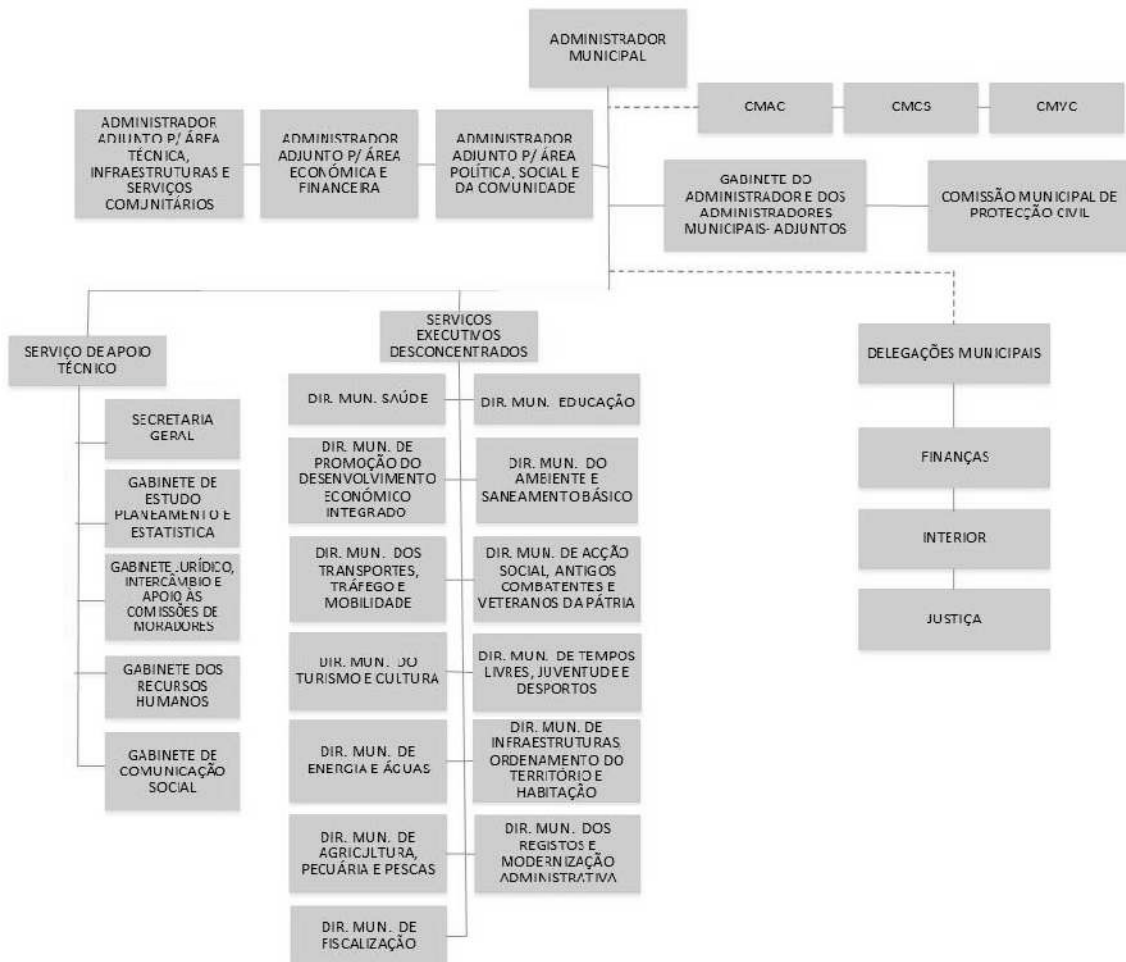 ADMINISTRADOR
MUNICIPAL
CMAC
CMCS
CMVC
ADMINISTRADOR
ADJUNTO P/ ÁREA
TÉCNICA,
INFRAESTRUTURAS E
SERVIÇOS
COMUNITÁRIOS
ADMINISTRADOR
ADJUNTO P/ ÁREA
ECONÓMICA E
FINANCEIRA
ADMINISTRADOR
ADJUNTO P/ ÁREA
POLÍTICA, SOCIAL E
DA COMUNIDADE
GABINETE DO
ADMINISTRADOR E DOS
ADMINISTRADORES
MUNICIPAIS- ADJUNTOS
COMISSÃO MUNICIPAL DE
PROTECÇÃO CIVIL
SERVIÇO DE APOIO
TÉCNICO
SECRETARIA
GERAL
GABINETE DE
ESTUDO
PLANEAMENTO E
ESTATISTICA
GABINETE JURÍDICO,
INTERCÂMBIO E
APOIO ÀS
COMISSÕES DE
MORADORES
GABINETE DOS
RECURSOS
HUMANOS
GABINETE DE
COMUNICAÇÃO
SOCIAL
SERVIÇOS
EXECUTIVOS
DESCONCENTRADOS
DIR. MUN. SAÚDE
DIR. MUN. EDUCAÇÃO
DIR. MUN. DE
PROMOÇÃO DO
DESENVOLVIMENTO
ECONÓMICO
INTEGRADO
DIR. MUN. DO
AMBIENTE E
SANEAMENTO BÁSICO
DIR. MUN. DOS
TRANSPORTES,
TRÁFEGO E
MOBILIDADE
DIR. MUN. DE ACÇÃO
SOCIAL, ANTIGOS
COMBATENTES E
VETERANOS DA PÁTRIA
DIR. MUN. DO
TURISMO E CULTURA
DIR. MUN. DE TEMPOS
LIVRES, JUVENTUDE E
DESPORTOS
DIR. MUN. DE
ENERGIA E ÁGUAS
DIR. MUN. DE
INFRAESTRUTURAS,
ORDENAMENTO DO
TERRITÓRIO E
HABITAÇÃO
DIR. MUN. DE
AGRICULTURA,
PECUÁRIA E PESCAS
DIR. MUN. DOS
REGISTOS E
MODERNIZAÇÃO
ADMINISTRATIVA
DIR. MUN. DE
FISCALIZAÇÃO
DELEGAÇÕES MUNICIPAIS
FINANÇAS
INTERIOR
JUSTIÇA